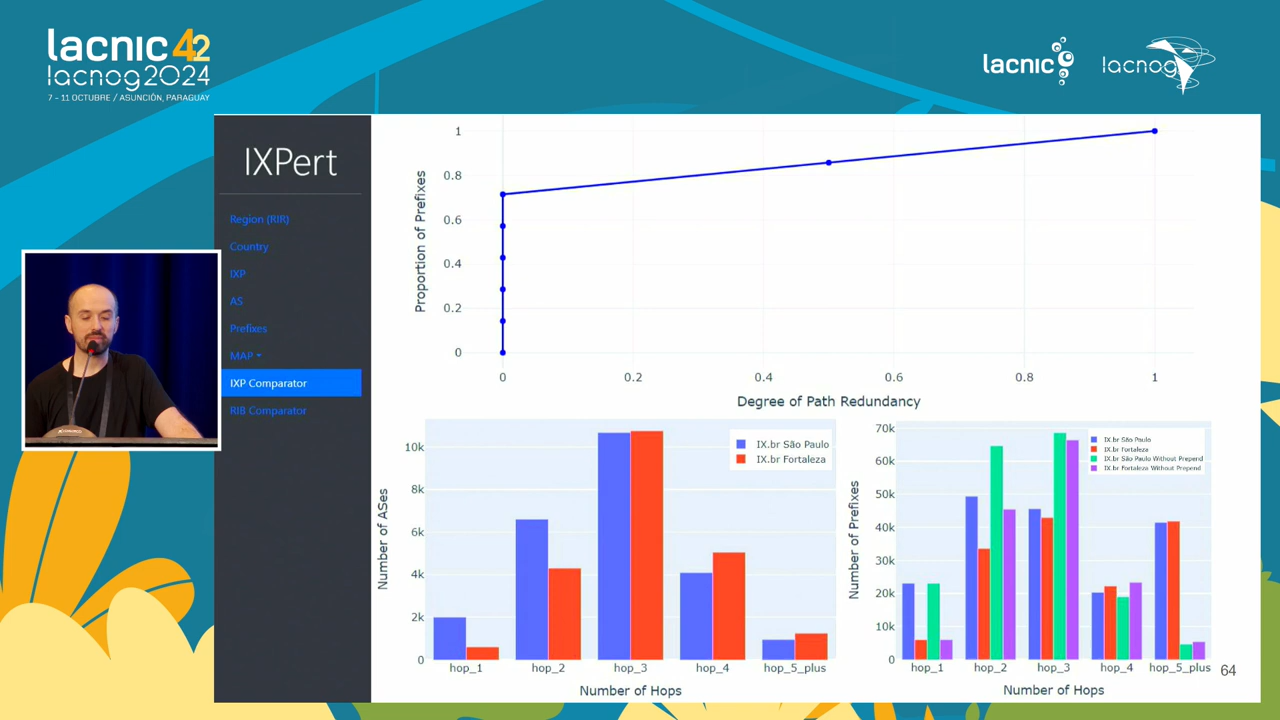 lacnic 42
lacnog2024
7 - 11 OCTUBRE / ASUNCIÓN, PARAGUAY
lacnic
lacnog
IXPert
Region (RIR)
Country
IXP
AS
Prefixes
MAP
IXP Comparator
RIB Comparator
Proportion of Prefixes
1
0.8
0.6
0.4
0.2
0
0 0.2 0.4 0.6 0.8 1
Degree of Path Redundancy
Number of ASes
10k
8k
6k
4k
2k
0
IX.br São Paulo
IX.br Fortaleza
hop_1 hop_2 hop_3 hop_4 hop_5_plus
Number of Hops
Number of Prefixes
70k
60k
50k
40k
30k
20k
10k
0
IX.br São Paulo
IX.br Fortaleza
IX.br São Paulo Without Prepend
IX.br Fortaleza Without Prepend
hop_1 hop_2 hop_3 hop_4 hop_5_plus
Number of Hops
64